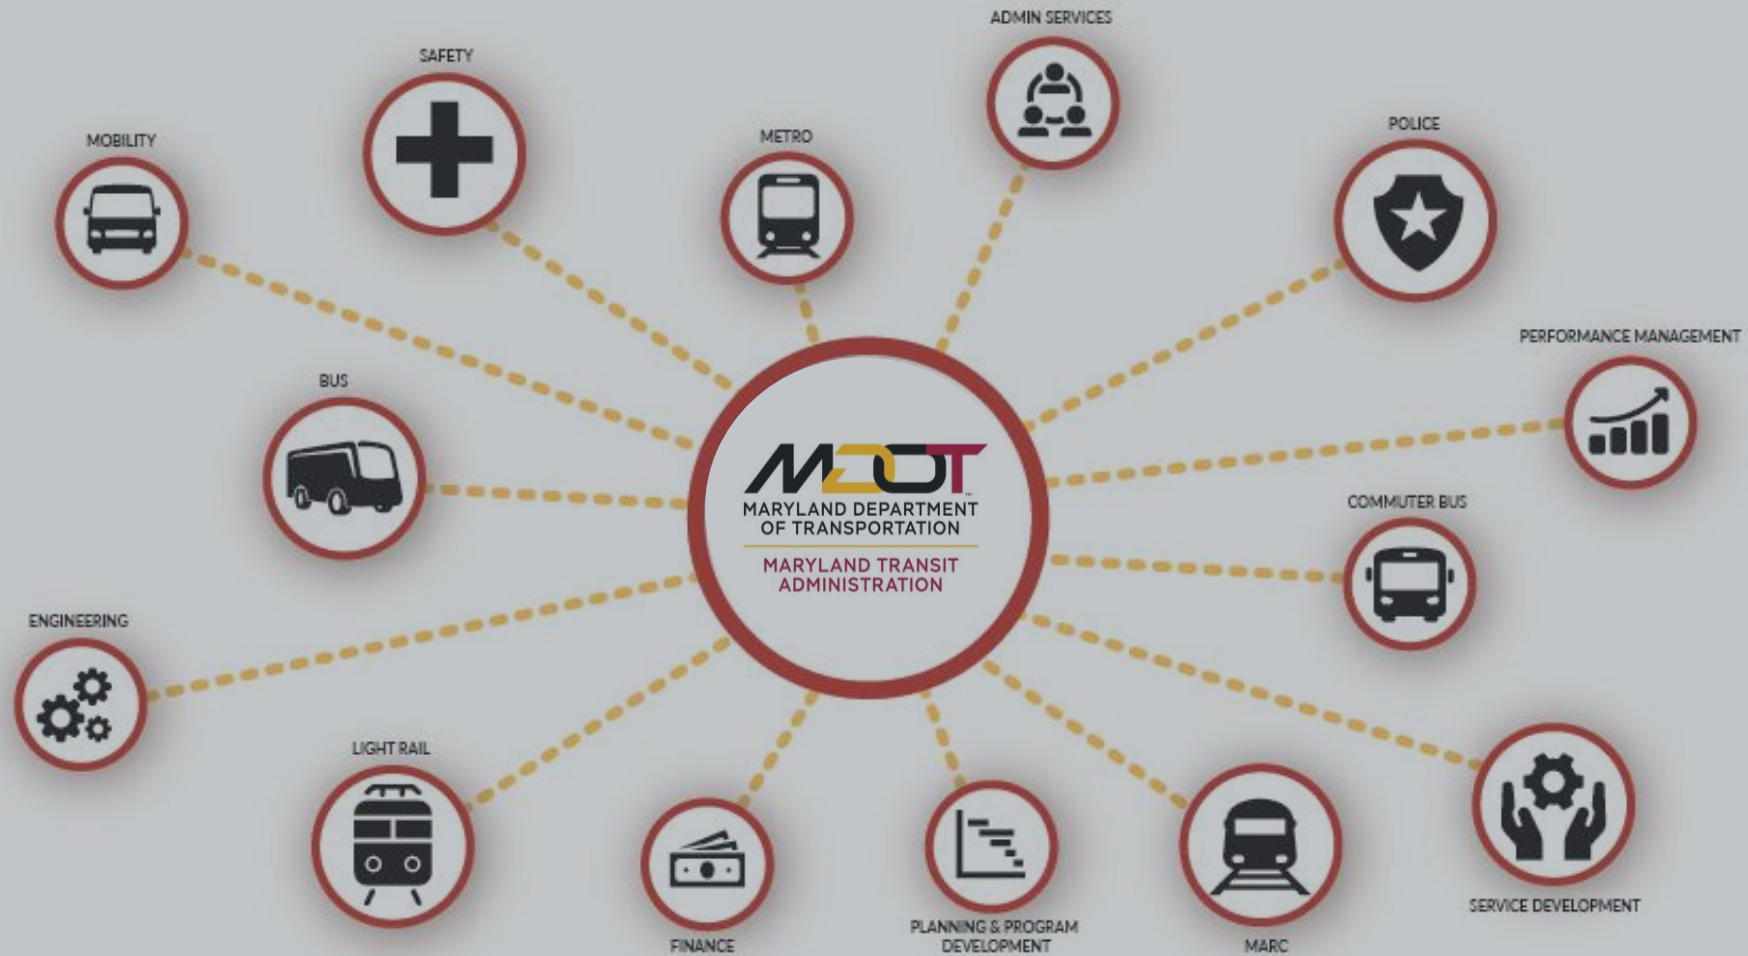 ADMIN SERVICES
SAFETY
POLICE
METRO
MOBILITY
PERFORMANCE MANAGEMENT
BUS
MDOT
™
MARYLAND DEPARTMENT
OF TRANSPORTATION
MARYLAND TRANSIT
ADMINISTRATION
COMMUTER BUS
ENGINEERING
LIGHT RAIL
SERVICE DEVELOPMENT
PLANNING & PROGRAM
DEVELOPMENT
FINANCE
MARC